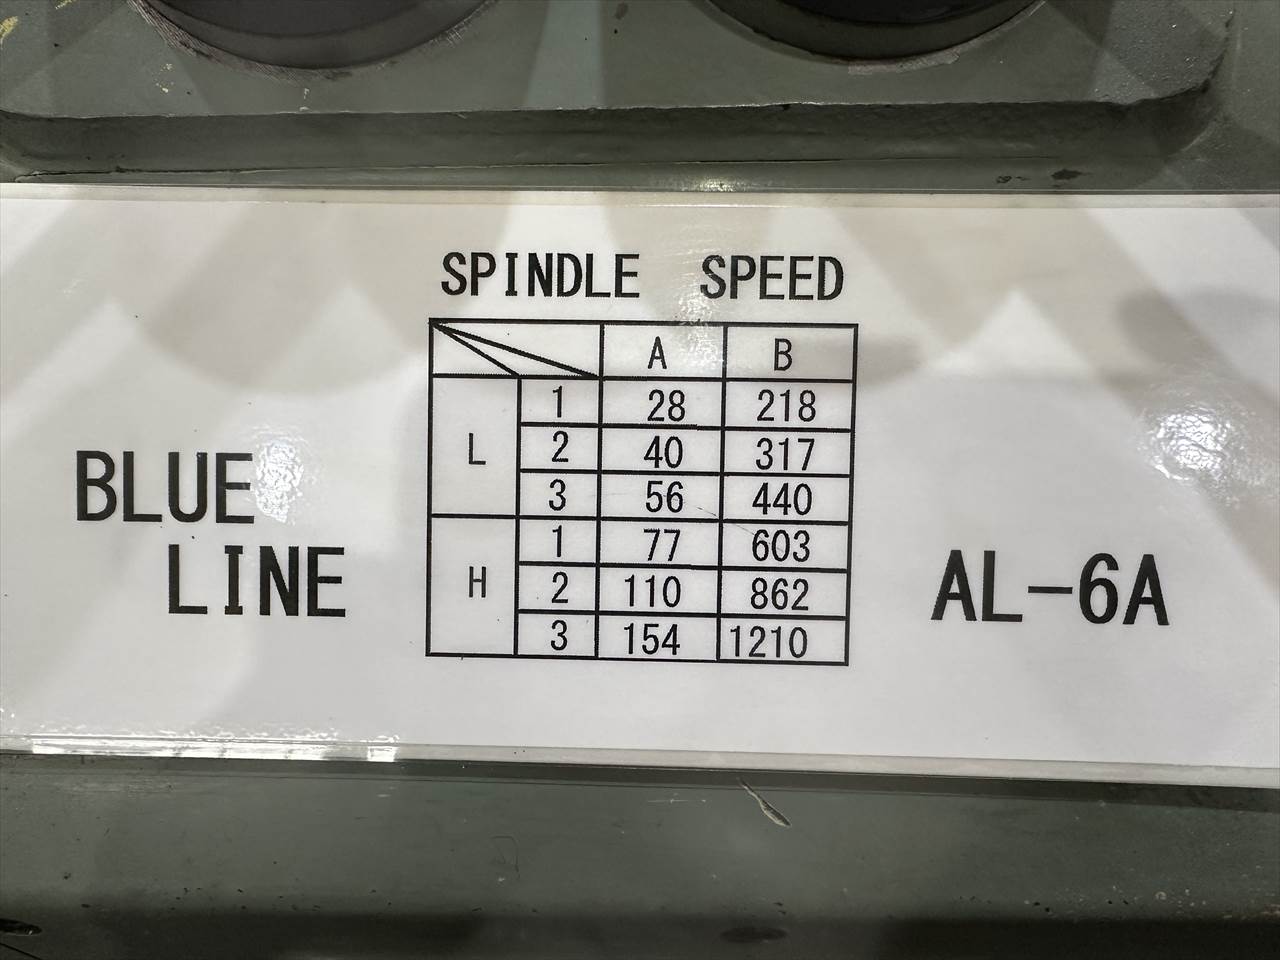 SPINDLE SPEED
A B
L 1 28 218
2 40 317
3 56 440
H 1 77 603
2 110 862
3 154 1210
BLUE
LINE
AL-6A